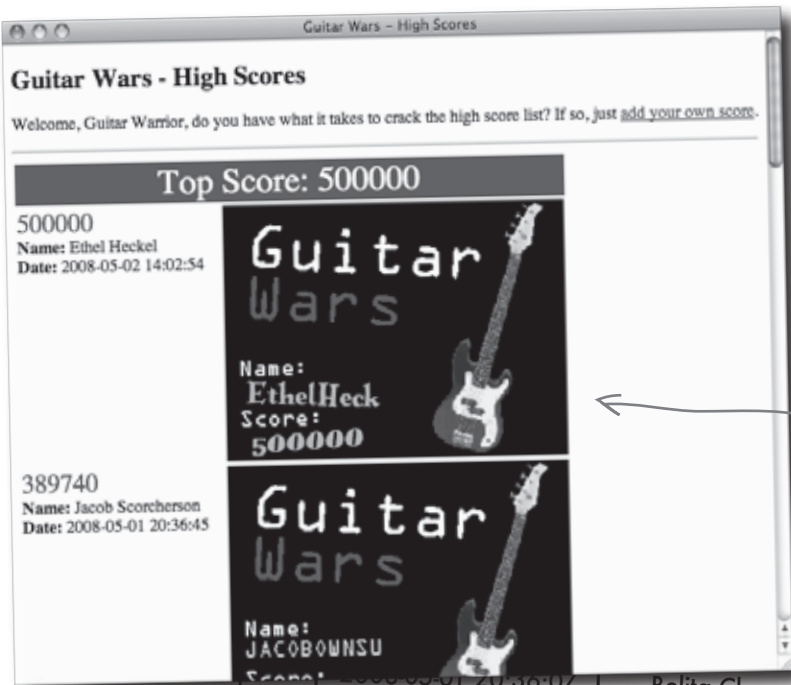 Guitar Wars - High Scores
Guitar Wars - High Scores
Welcome, Guitar Warrior, do you have what it takes to crack the high score list? If so, just add your own score.
Top Score: 500000
500000
Name: Ethel Heckel
Date: 2008-05-02 14:02:54
Guitar
Wars
Name:
EthelHeck
Score:
500000
389740
Name: Jacob Scorcherson
Date: 2008-05-01 20:36:45
Guitar
Wars
Name:
JACOBOWNSU